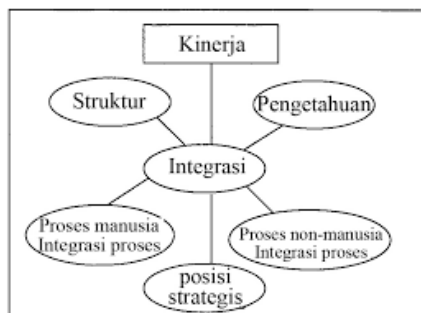 Kinerja
Struktur
Pengetahuan
Integrasi
Proses manusia
Integrasi proses
Proses non-manusia
Integrasi proses
posisi
strategis